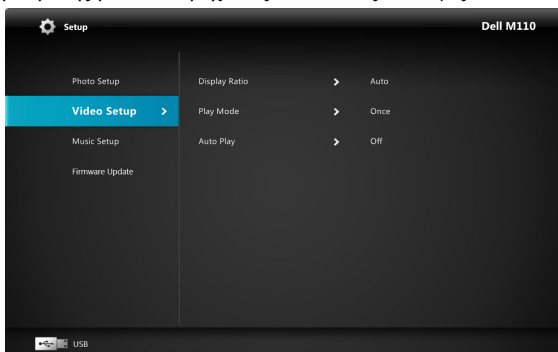 Setup
Dell M110
Photo Setup
Display Ratio
Auto
Video Setup
Play Mode
Once
Music Setup
Auto Play
Off
Firmware Update
USB